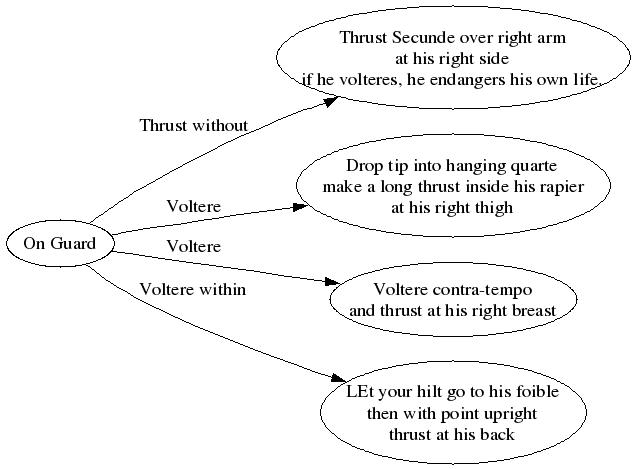 Thrust Secunde over right arm
at his right side
if he volteres, he endangers his own life.
Thrust without
Drop tip into hanging quarte
make a long thrust inside his rapier
at his right thigh
Voltere
On Guard
Voltere
Voltere contra-tempo
and thrust at his right breast
Voltere within
LEt your hilt go to his foible
then with point upright
thrust at his back